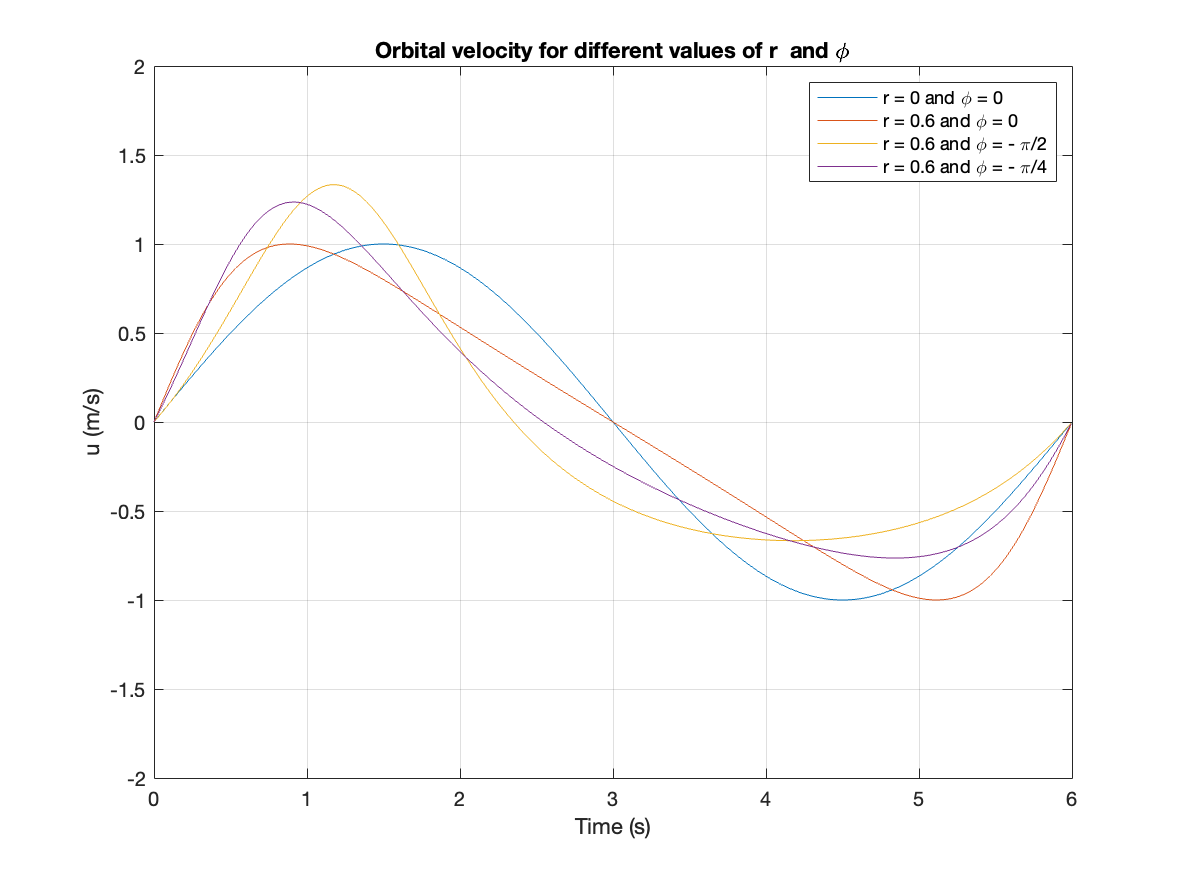 Orbital velocity for different values of r and ϕ
r = 0 and ϕ = 0
r = 0.6 and ϕ = 0
r = 0.6 and ϕ = - π/2
r = 0.6 and ϕ = - π/4
2
1.5
1
0.5
0
-0.5
-1
-1.5
-2
u (m/s)
0 1 2 3 4 5 6
Time (s)